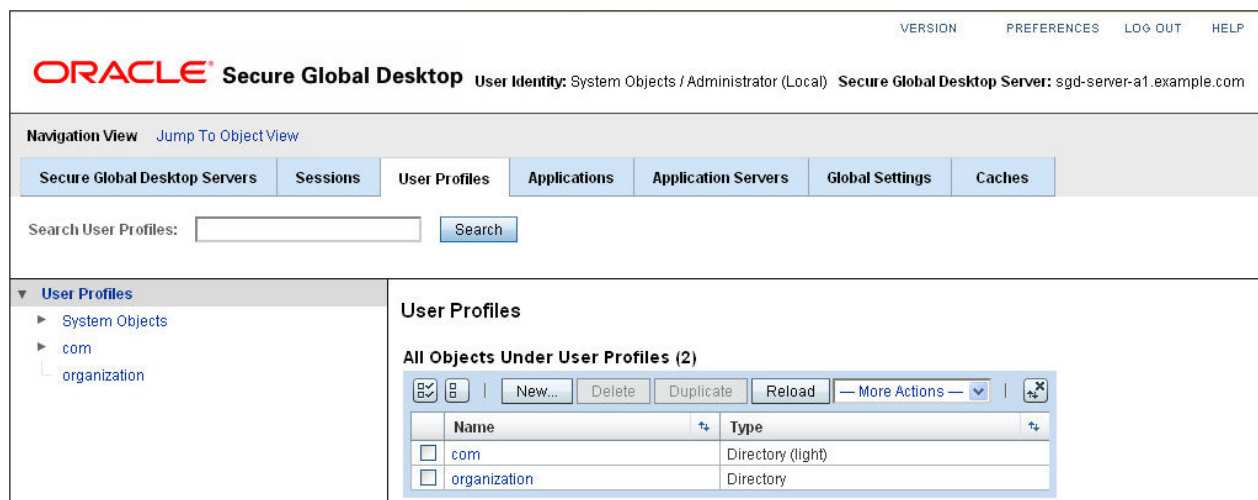 VERSION PREFERENCES LOG OUT HELP
ORACLE Secure Global Desktop User Identity: System Objects / Administrator (Local) Secure Global Desktop Server: sgd-server-a1.example.com
Navigation View Jump To Object View
Secure Global Desktop Servers Sessions User Profiles Applications Application Servers Global Settings Caches
Search User Profiles: Search
User Profiles
System Objects
com
organization
User Profiles
All Objects Under User Profiles (2)
New... Delete Duplicate Reload — More Actions —
Name Type
com Directory (light)
organization Directory